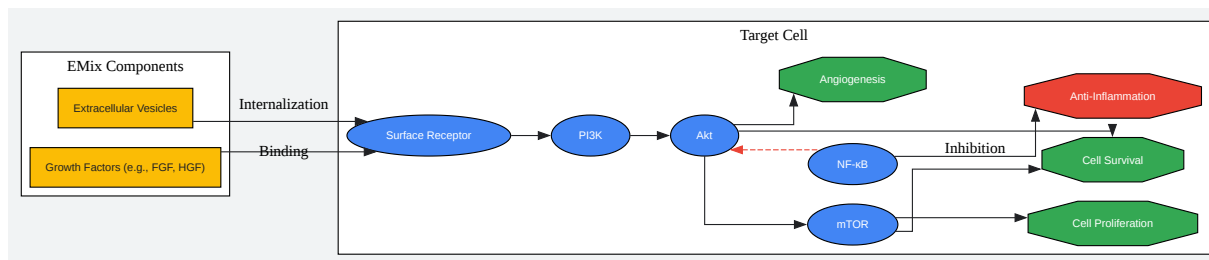 Target Cell
EMix Components
Extracellular Vesicles
Growth Factors (e.g., FGF, HGF)
Internalization
Binding
Surface Receptor
PI3K
Akt
Angiogenesis
NF-κB
Inhibition
mTOR
Anti-Inflammation
Cell Survival
Cell Proliferation